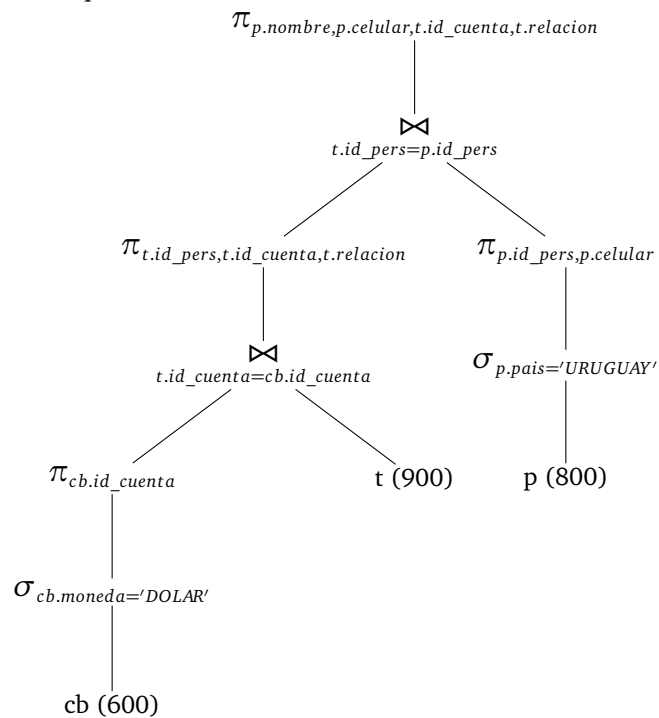 π p.nombre,p.celular,t.id_cuenta,t.relacion
⋈ t.id_pers=p.id_pers
π t.id_pers,t.id_cuenta,t.relacion
π p.id_pers,p.celular
⋈ t.id_cuenta=cb.id_cuenta
σ p.pais='URUGUAY'
π cb.id_cuenta
t (900)
p (800)
σ cb.moneda='DOLAR'
cb (600)